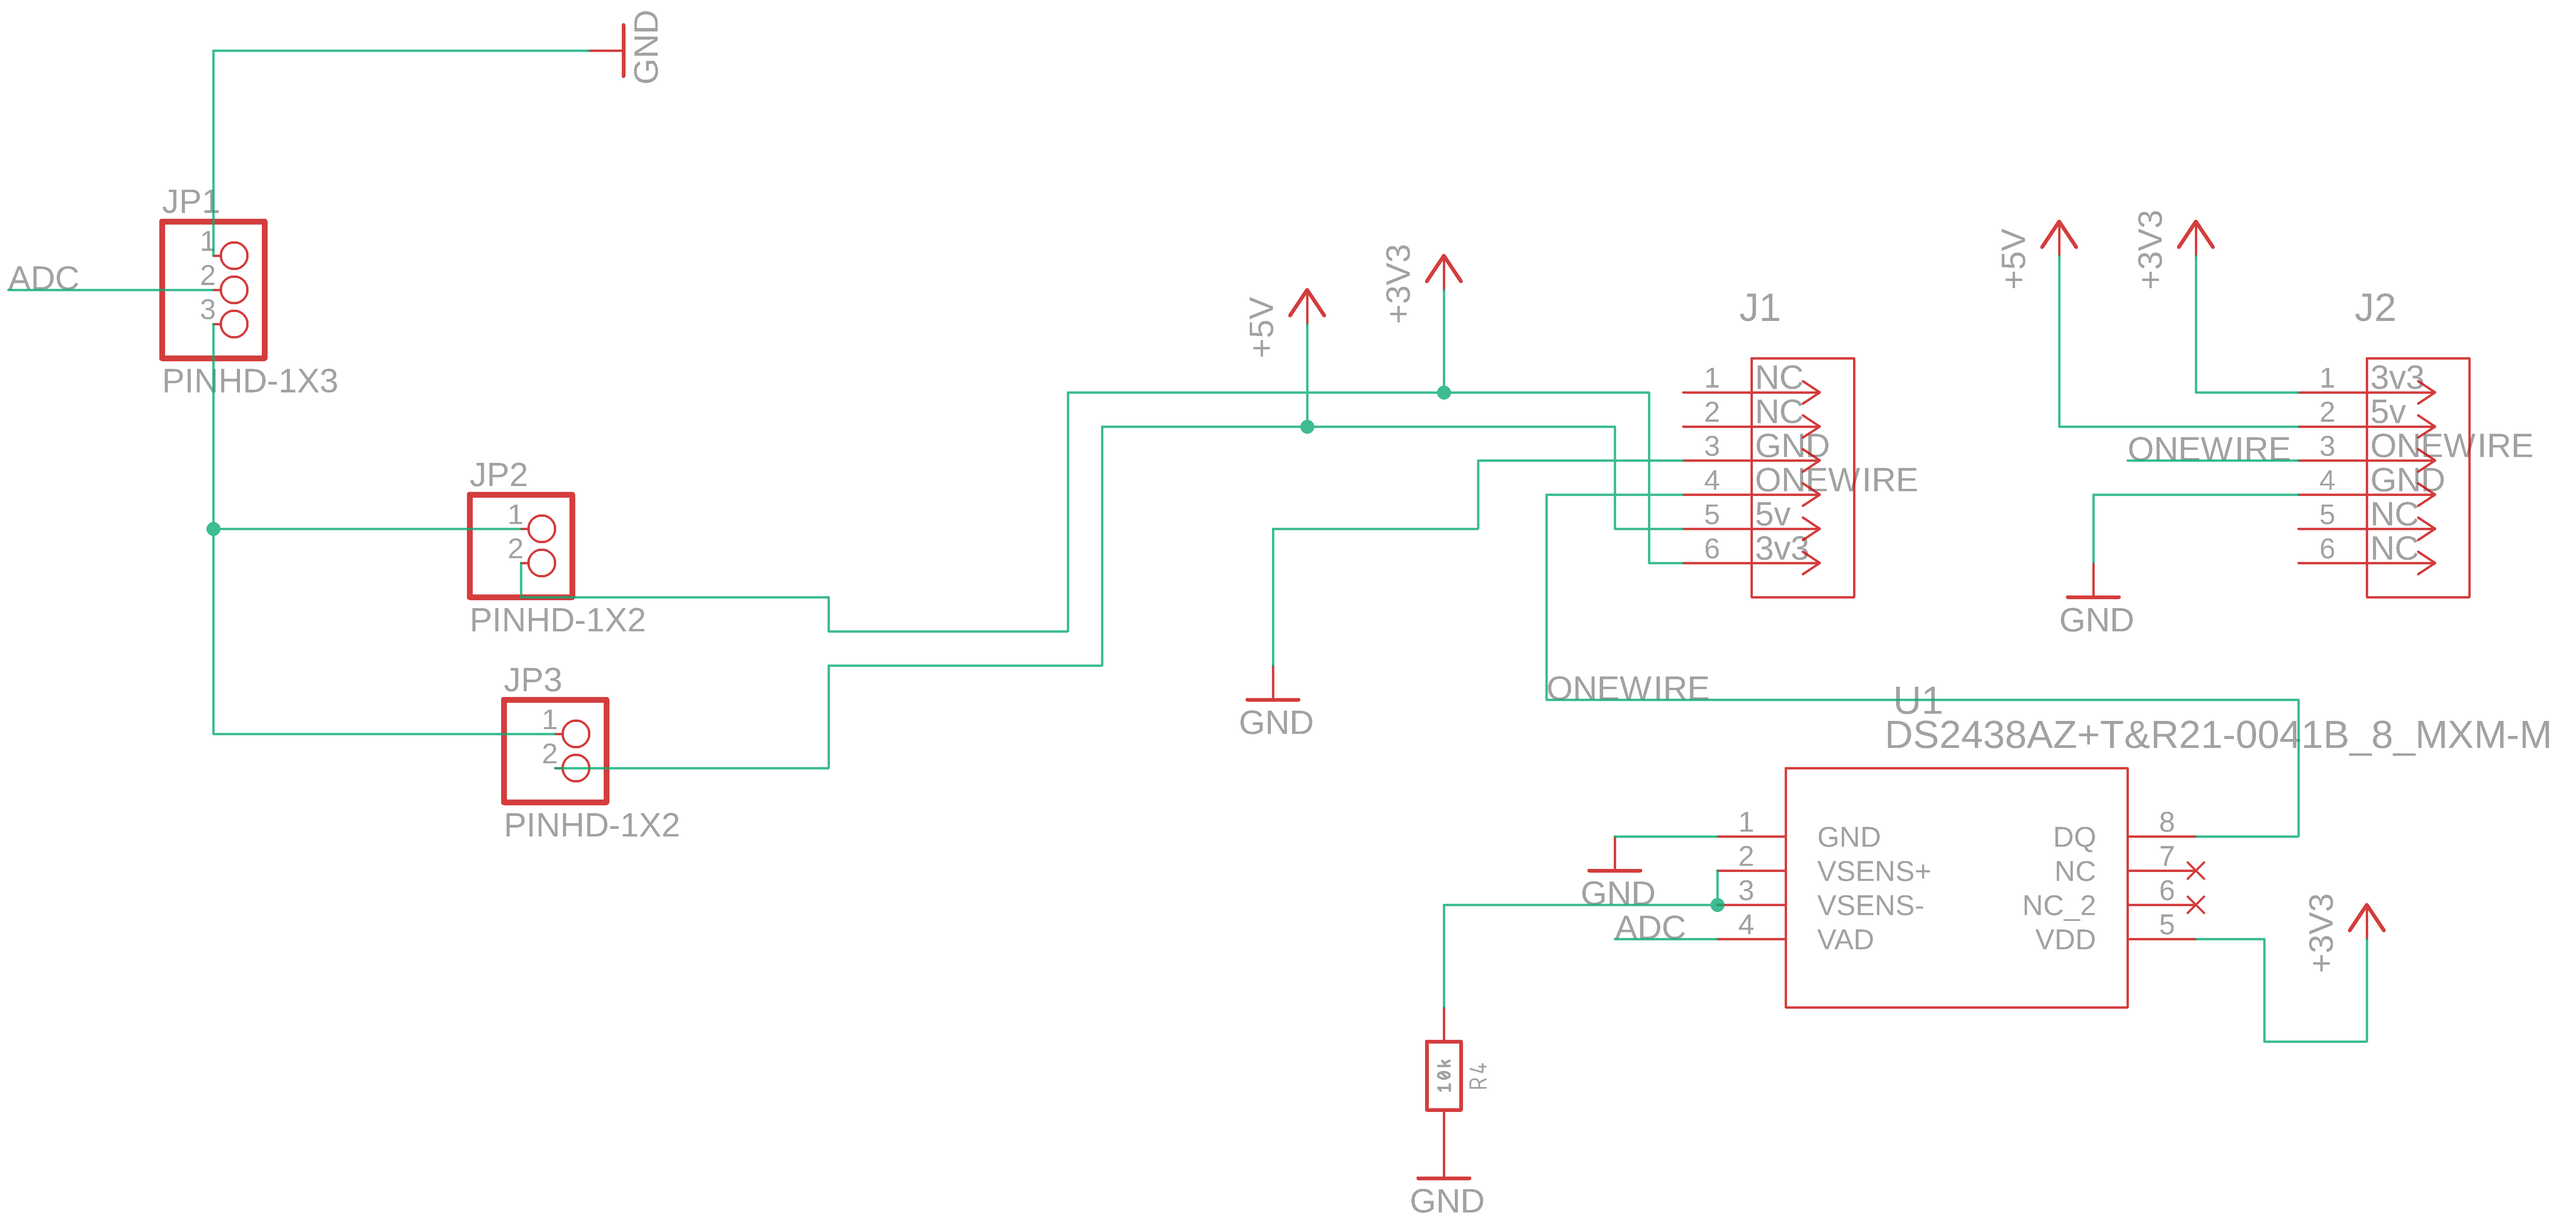 GND
JP1
1
2
3
ADC
PINHD-1X3
JP2
1
2
PINHD-1X2
JP3
1
2
PINHD-1X2
+5V
+3V3
GND
J1
1 NC
2 NC
3 GND
4 ONEWIRE
5 5v
6 3v3
ONEWIRE
+5V
+3V3
J2
1 3v3
2 5v
ONEWIRE 3 ONEWIRE
4 GND
5 NC
6 NC
GND
U1
DS2438AZ+T&R21-0041B_8_MXM-M
1 GND DQ 8
2 VSENS+ NC 7
3 VSENS- NC_2 6
4 VAD VDD 5
GND
ADC
+3V3
10k
R4
GND